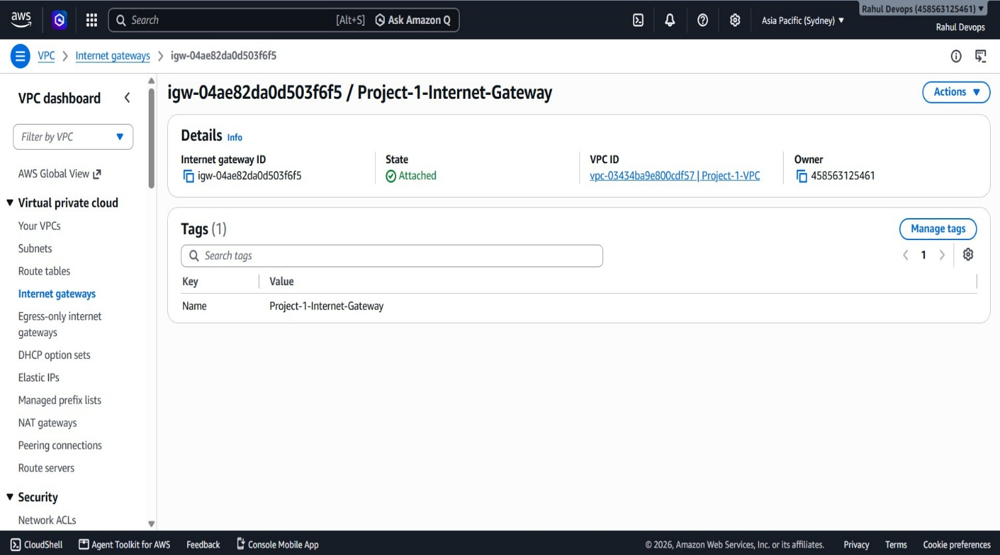 aws
Search [Alt+S] Ask Amazon Q
Asia Pacific (Sydney) ▼
Rahul Devops (458563125461) ▼
Rahul Devops
VPC > Internet gateways > igw-04ae82da0d503f6f5
VPC dashboard
Filter by VPC
AWS Global View
Virtual private cloud
Your VPCs
Subnets
Route tables
Internet gateways
Egress-only internet
gateways
DHCP option sets
Elastic IPs
Managed prefix lists
NAT gateways
Peering connections
Route servers
Security
Network ACLs
igw-04ae82da0d503f6f5 / Project-1-Internet-Gateway
Actions ▼
Details Info
Internet gateway ID
igw-04ae82da0d503f6f5
State
Attached
VPC ID
vpc-03434ba9e800cdf57 | Project-1-VPC
Owner
458563125461
Tags (1)
Manage tags
Search tags
1
Key Value
Name Project-1-Internet-Gateway
CloudShell Agent Toolkit for AWS Feedback Console Mobile App
© 2026, Amazon Web Services, Inc. or its affiliates. Privacy Terms Cookie preferences